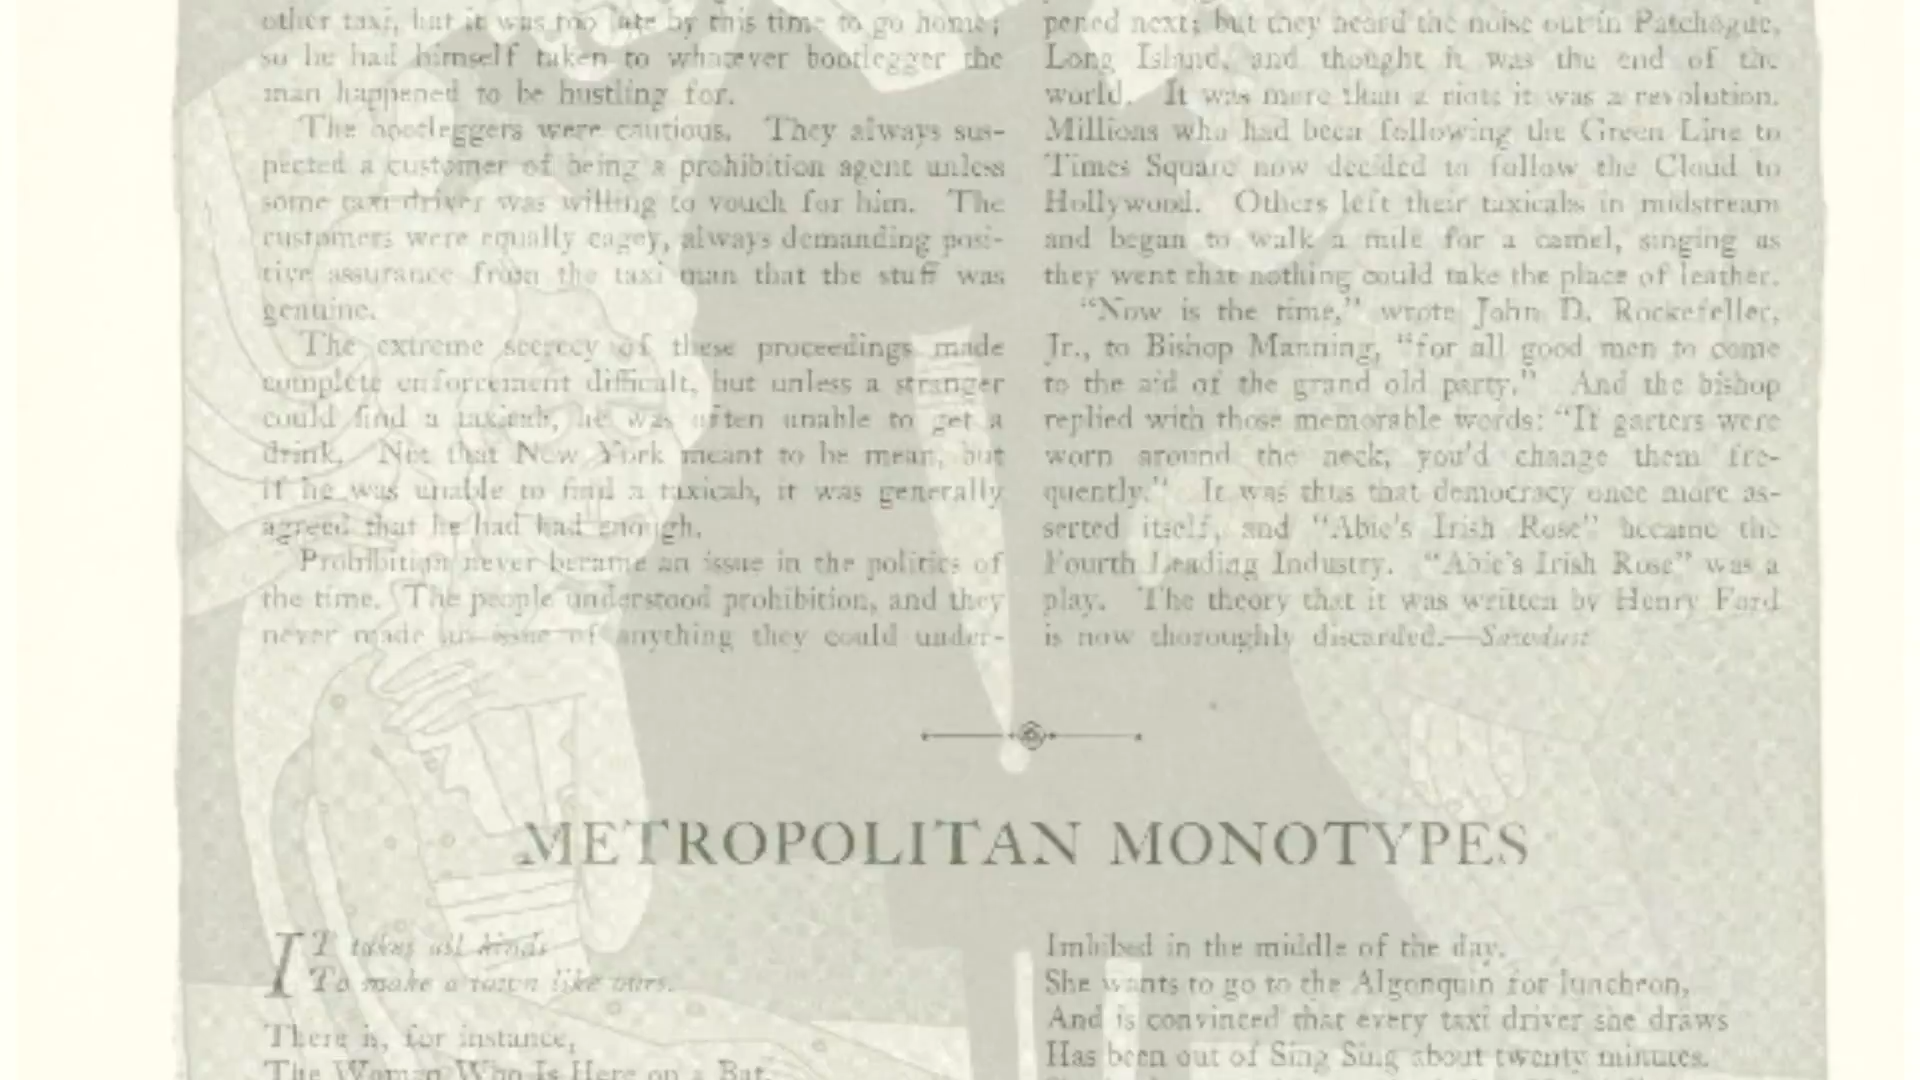 other taxi, but it was too late by this time to go home;
so he had himself taken to whatever bootlegger the
man happened to be hustling for.
The bootleggers were cautious. They always sus-
pected a customer of being a prohibition agent unless
some taxi driver was willing to vouch for him. The
customers were equally cagey, always demanding posi-
tive assurance from the taxi man that the stuff was
genuine.
The extreme secrecy of these proceedings made
complete enforcement difficult, but unless a stranger
could find a taxicab, he was often unable to get a
drink. Not that New York meant to be mean, but
if he was unable to find a taxicab, it was generally
agreed that he had had enough.
Prohibition never became an issue in the politics of
the time. The people understood prohibition, and they
never made an issue of anything they could under-
pened next; but they heard the noise out in Patchogue,
Long Island, and thought it was the end of the
world. It was more than a riot: it was a revolution.
Millions who had been following the Green Line to
Times Square now decided to follow the Cloud to
Hollywood. Others left their taxicabs in midstream
and began to walk a mile for a camel, singing as
they went that nothing could take the place of leather.
"Now is the time," wrote John D. Rockefeller,
Jr., to Bishop Manning, "for all good men to come
to the aid of the grand old party." And the bishop
replied with those memorable words: "If garters were
worn around the neck, you'd change them fre-
quently." It was thus that democracy once more as-
serted itself, and "Abie's Irish Rose" became the
Fourth Leading Industry. "Abie's Irish Rose" was a
play. The theory that it was written by Henry Ford
is now thoroughly discarded.—Sawdust
METROPOLITAN MONOTYPES
IT takes all kinds
To make a town like ours.
There is, for instance,
The Woman Who Is Here on a Bat.
Imbibed in the middle of the day.
She wants to go to the Algonquin for luncheon,
And is convinced that every taxi driver she draws
Has been out of Sing Sing about twenty minutes.